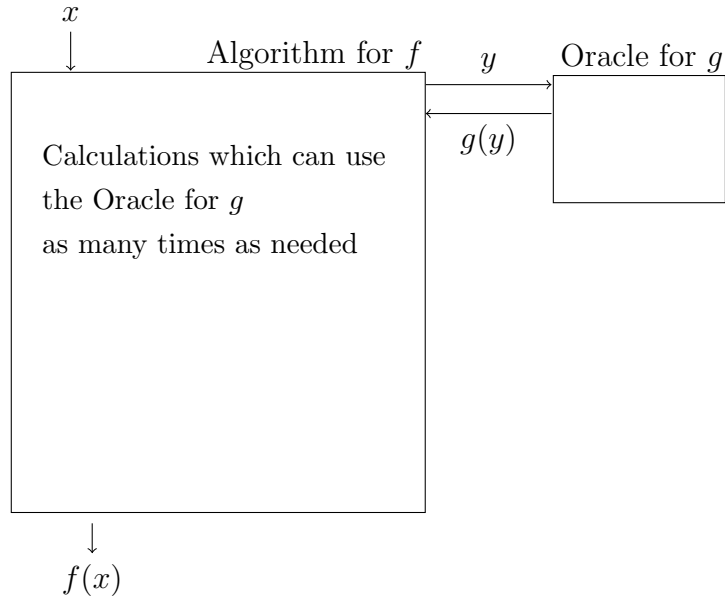 x
Algorithm for f
y
Oracle for g
g(y)
Calculations which can use
the Oracle for g
as many times as needed
f(x)